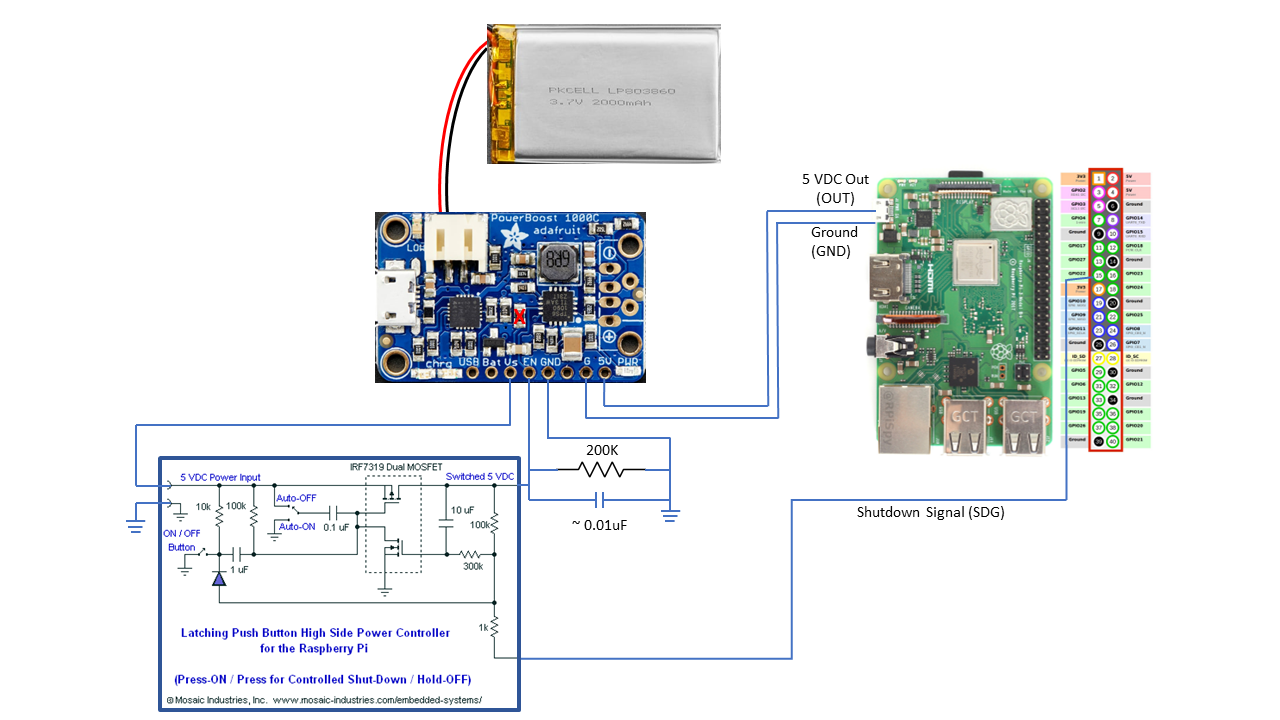 PKCELL LP803860
3.7V 2000mAh
5 VDC Out
(OUT)
Ground
(GND)
PowerBoost 1000C
adafruit
LO
6R8
chrg
USB Bat Vs EN GND G 5V PWR
HDMI
GCT
GCT
3V3
1
2
5V
GPIO2
3
4
5V
GPIO3
5
6
Ground
GPIO4
7
8
GPIO14
Ground
9
10
GPIO15
GPIO17
11
12
GPIO18
GPIO27
13
14
Ground
GPIO22
15
16
GPIO23
3V3
17
18
GPIO24
GPIO10
19
20
Ground
GPIO9
21
22
GPIO25
GPIO11
23
24
GPIO8
Ground
25
26
GPIO7
ID_SD
27
28
ID_SC
GPIO5
29
30
Ground
GPIO6
31
32
GPIO12
GPIO13
33
34
Ground
GPIO19
35
36
GPIO16
GPIO26
37
38
GPIO20
Ground
39
40
GPIO21
200K
~ 0.01uF
Shutdown Signal (SDG)
IRF7319 Dual MOSFET
5 VDC Power Input
Switched 5 VDC
10k
100k
Auto-OFF
Auto-ON
0.1 uF
10 uF
100k
ON / OFF
Button
1 uF
300k
1k
Latching Push Button High Side Power Controller
for the Raspberry Pi
(Press-ON / Press for Controlled Shut-Down / Hold-OFF)
© Mosaic Industries, Inc. www.mosaic-industries.com/embedded-systems/